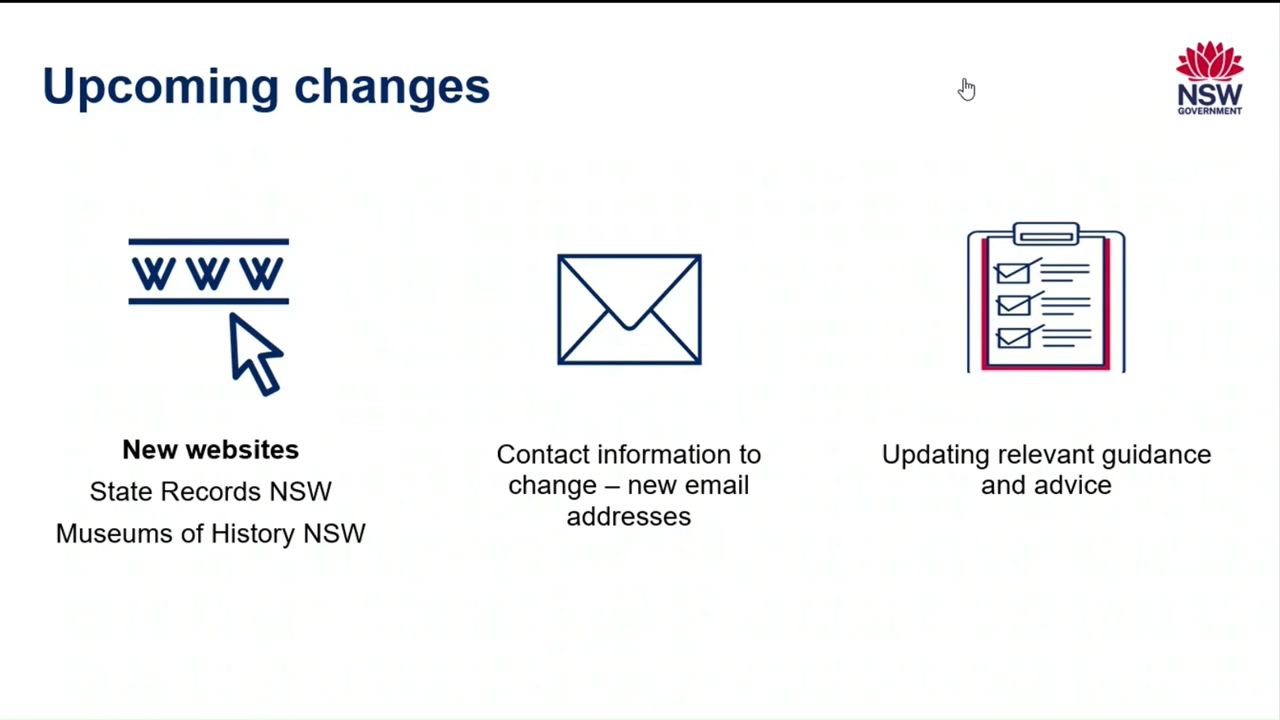 Upcoming changes
NSW
GOVERNMENT
W W W
New websites
State Records NSW
Museums of History NSW
Contact information to
change – new email
addresses
Updating relevant guidance
and advice